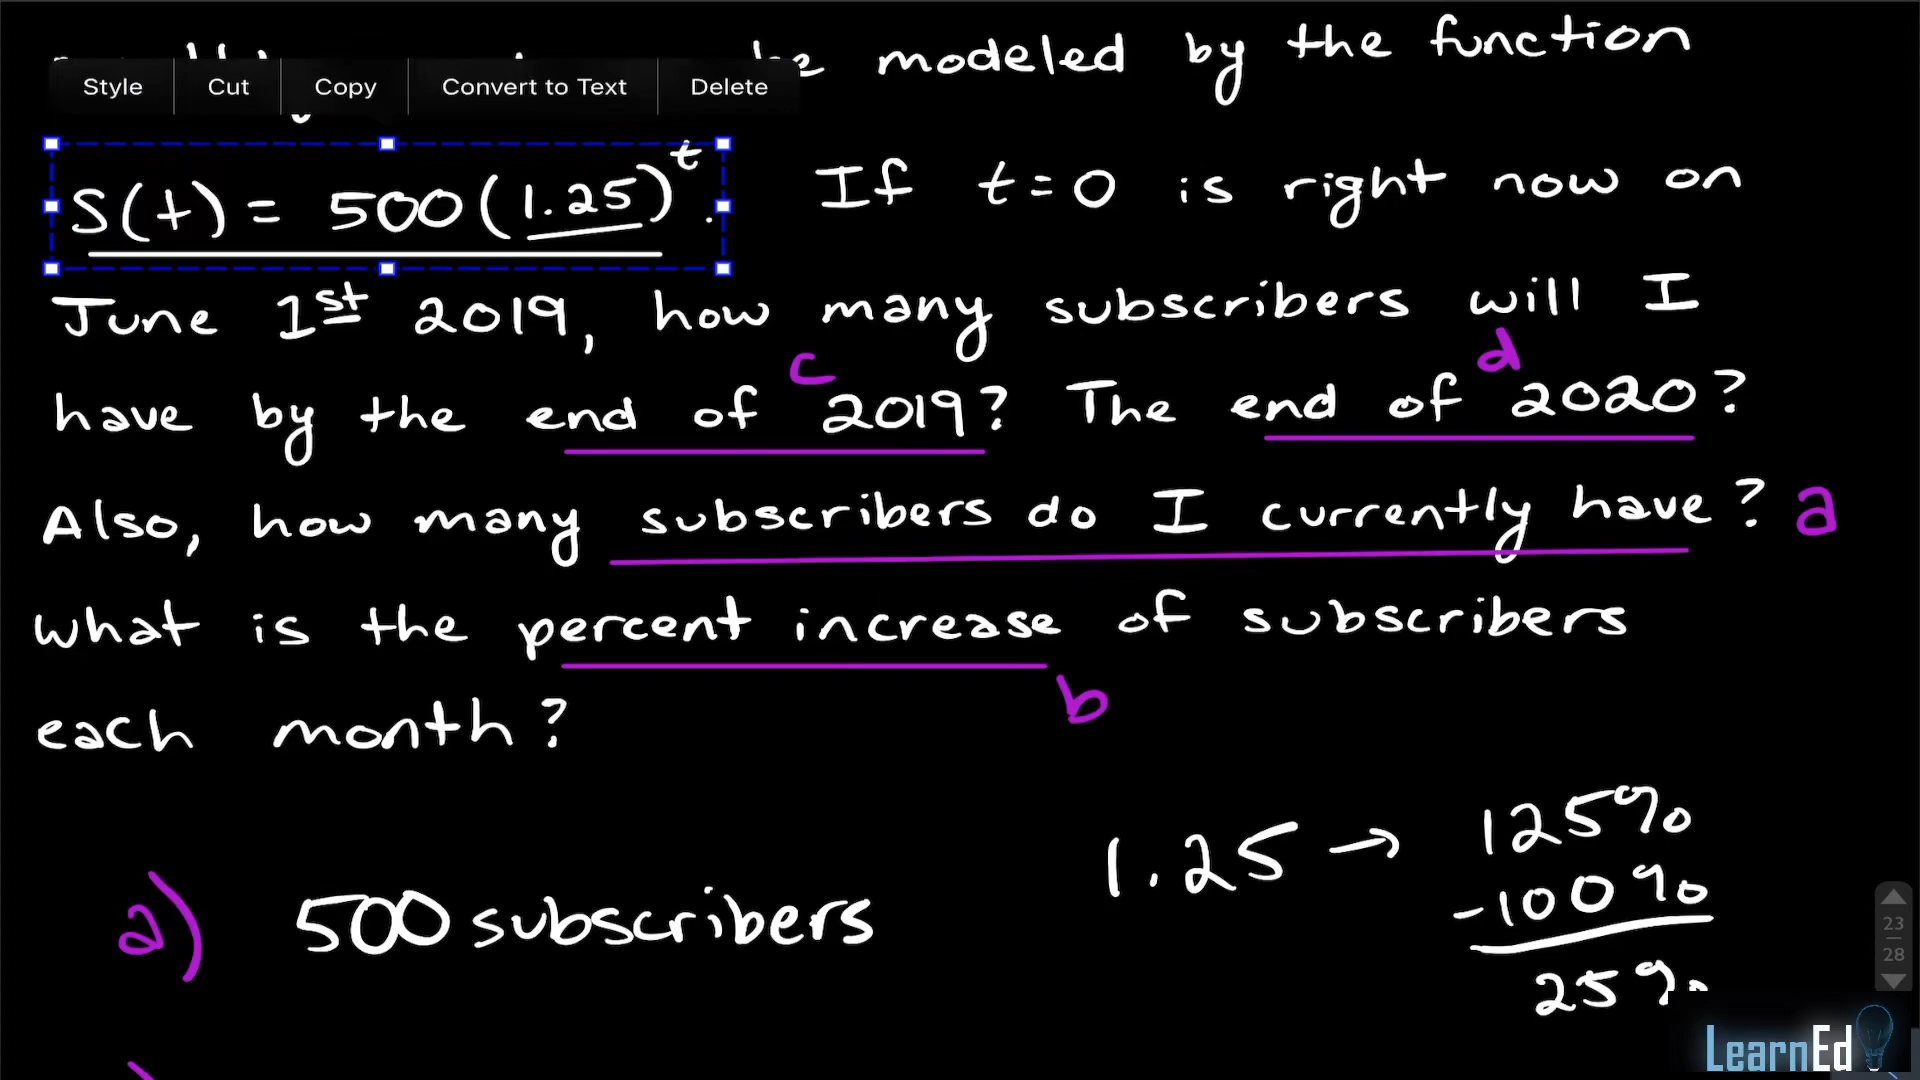 be modeled by the function
Style Cut Copy Convert to Text Delete
S(t) = 500(1.25)^t. If t=0 is right now on
June 1st 2019, how many subscribers will I
c d
have by the end of 2019? The end of 2020?
Also, how many subscribers do I currently have? a
what is the percent increase of subscribers
b
each month?
1.25 → 125%
-100%
25%
a) 500 subscribers
23
28
LearnEd